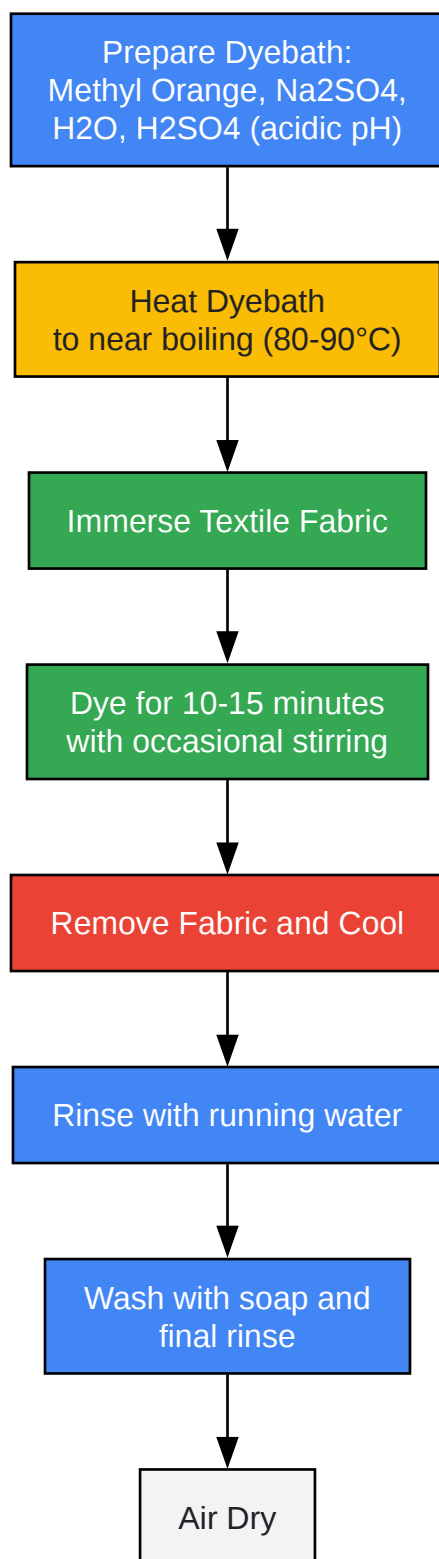 Prepare Dyebath:
Methyl Orange, Na2SO4,
H2O, H2SO4 (acidic pH)
Heat Dyebath
to near boiling (80-90°C)
Immerse Textile Fabric
Dye for 10-15 minutes
with occasional stirring
Remove Fabric and Cool
Rinse with running water
Wash with soap and
final rinse
Air Dry